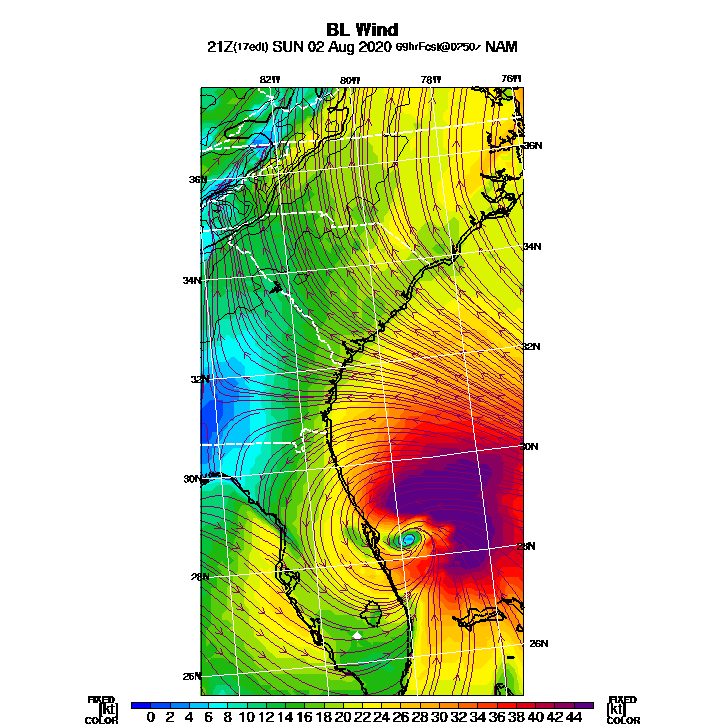 BL Wind
21Z(17edt) SUN 02 Aug 2020 69hrFcst@0250z NAM
82W 80W 78W 76W
36N
36N
34N
34N
32N
32N
30N
30N
28N
28N
26N
26N
FIXED FIXED
[kt] 0 2 4 6 8 10 12 14 16 18 20 22 24 26 28 30 32 34 36 38 40 42 44 [kt]
COLOR COLOR